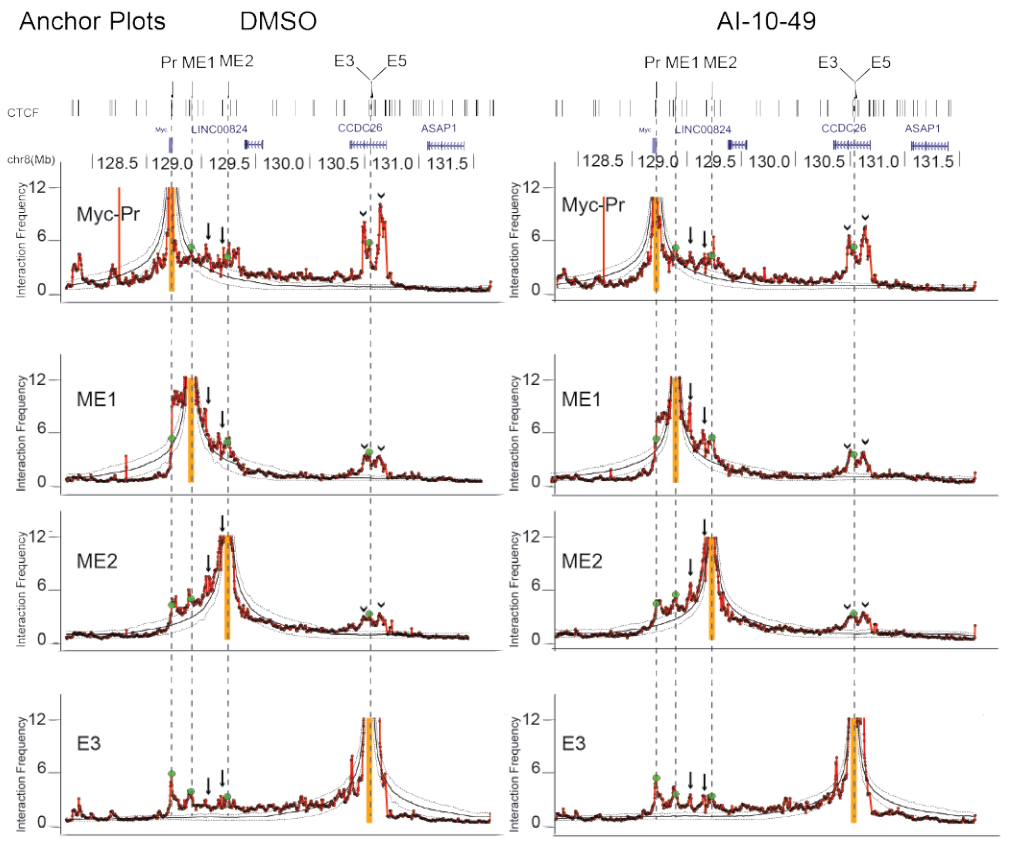 Anchor Plots DMSO AI-10-49
Pr ME1 ME2 E3 E5 Pr ME1 ME2 E3 E5
CTCF
Myc LINC00824 CCDC26 ASAP1 Myc LINC00824 CCDC26 ASAP1
chr8(Mb) | 128.5 | 129.0 | 129.5 | 130.0 | 130.5 | 131.0 | 131.5 | | 128.5 | 129.0 | 129.5 | 130.0 | 130.5 | 131.0 | 131.5 |
Interaction Frequency 12 6 0 Myc-Pr Interaction Frequency 12 6 0 Myc-Pr
Interaction Frequency 12 6 0 ME1 Interaction Frequency 12 6 0 ME1
Interaction Frequency 12 6 0 ME2 Interaction Frequency 12 6 0 ME2
Interaction Frequency 12 6 0 E3 Interaction Frequency 12 6 0 E3